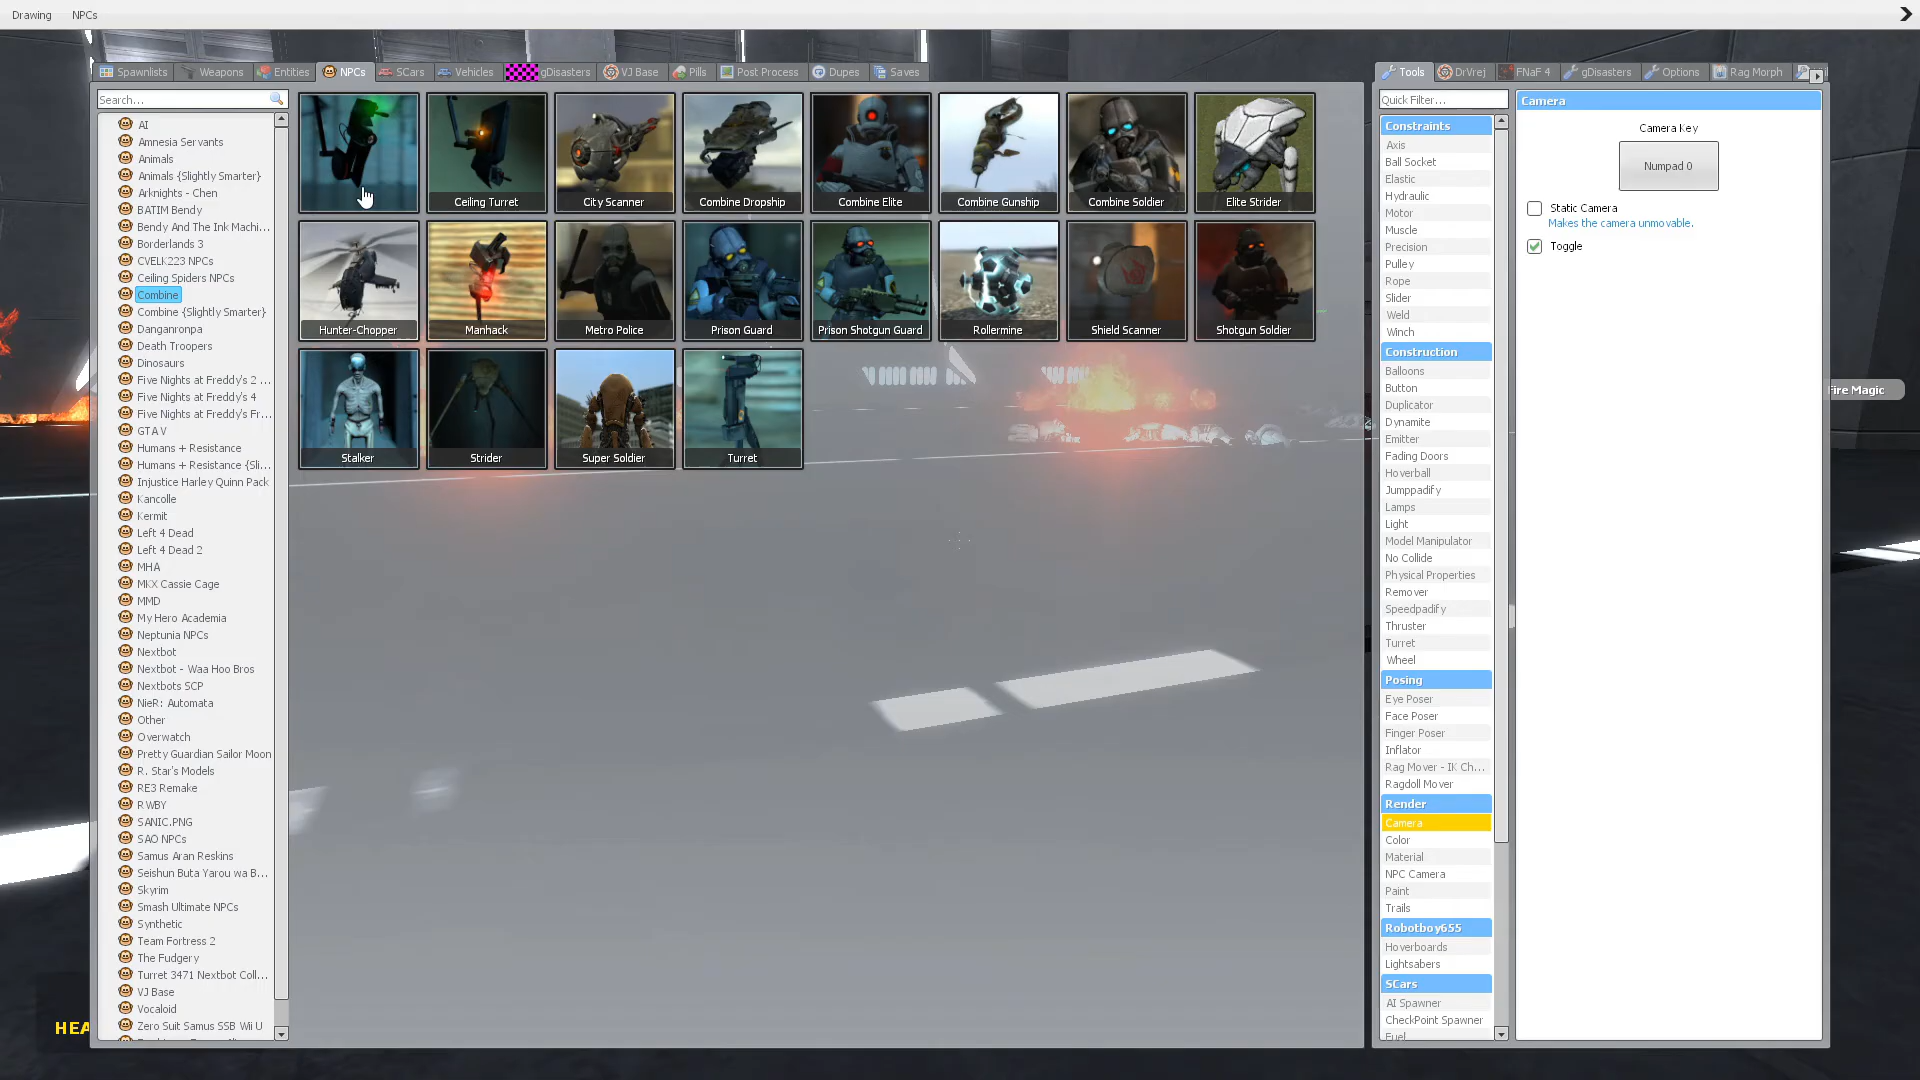 Drawing NPCs
Spawnlists Weapons Entities NPCs SCars Vehicles gDisasters VJ Base Pills Post Process Dupes Saves
Tools DrVrej FNaF 4 gDisasters Options Rag Morph
Search...
AI
Amnesia Servants
Animals
Animals {Slightly Smarter}
Arknights - Chen
BATIM Bendy
Bendy And The Ink Machi...
Borderlands 3
CVELK223 NPCs
Ceiling Spiders NPCs
Combine
Combine {Slightly Smarter}
Danganronpa
Death Troopers
Dinosaurs
Five Nights at Freddy's 2 ...
Five Nights at Freddy's 4
Five Nights at Freddy's Fr...
GTA V
Humans + Resistance
Humans + Resistance {Sli...
Injustice Harley Quinn Pack
Kancolle
Kermit
Left 4 Dead
Left 4 Dead 2
MHA
MKX Cassie Cage
MMD
My Hero Academia
Neptunia NPCs
Nextbot
Nextbot - Waa Hoo Bros
Nextbots SCP
NieR: Automata
Other
Overwatch
Pretty Guardian Sailor Moon
R. Star's Models
RE3 Remake
RWBY
SANIC.PNG
SAO NPCs
Samus Aran Reskins
Seishun Buta Yarou wa B...
Skyrim
Smash Ultimate NPCs
Synthetic
Team Fortress 2
The Fudgery
Turret 3471 Nextbot Coll...
VJ Base
Vocaloid
Zero Suit Samus SSB Wii U
Ceiling Turret
City Scanner
Combine Dropship
Combine Elite
Combine Gunship
Combine Soldier
Elite Strider
Hunter-Chopper
Manhack
Metro Police
Prison Guard
Prison Shotgun Guard
Rollermine
Shield Scanner
Shotgun Soldier
Stalker
Strider
Super Soldier
Turret
Quick Filter...
Constraints
Axis
Ball Socket
Elastic
Hydraulic
Motor
Muscle
Precision
Pulley
Rope
Slider
Weld
Winch
Construction
Balloons
Button
Duplicator
Dynamite
Emitter
Fading Doors
Hoverball
Jumppadify
Lamps
Light
Model Manipulator
No Collide
Physical Properties
Remover
Speedpadify
Thruster
Turret
Wheel
Posing
Eye Poser
Face Poser
Finger Poser
Inflator
Rag Mover - IK Ch...
Ragdoll Mover
Render
Camera
Color
Material
NPC Camera
Paint
Trails
Robotboy655
Hoverboards
Lightsabers
SCars
AI Spawner
CheckPoint Spawner
Fuel
Camera
Camera Key
Numpad 0
Static Camera
Makes the camera unmovable.
Toggle
Fire Magic
HEA